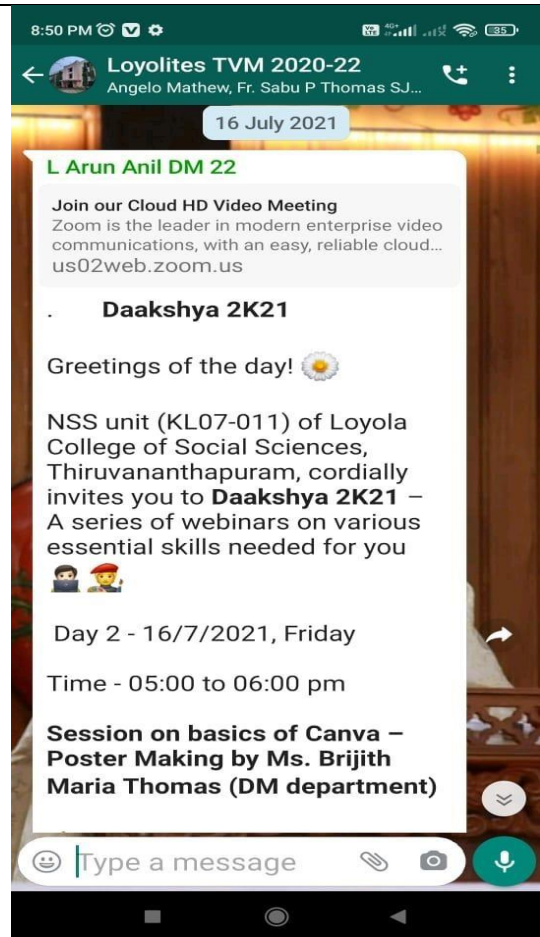 8:50 PM
35
Loyolites TVM 2020-22
Angelo Mathew, Fr. Sabu P Thomas SJ...
16 July 2021
L Arun Anil DM 22
Join our Cloud HD Video Meeting
Zoom is the leader in modern enterprise video
communications, with an easy, reliable cloud...
us02web.zoom.us
. Daakshya 2K21
Greetings of the day! 🌼
NSS unit (KL07-011) of Loyola
College of Social Sciences,
Thiruvananthapuram, cordially
invites you to Daakshya 2K21 –
A series of webinars on various
essential skills needed for you
🧑🏻‍💻 🧑🏻‍🎨
Day 2 - 16/7/2021, Friday
Time - 05:00 to 06:00 pm
Session on basics of Canva –
Poster Making by Ms. Brijith
Maria Thomas (DM department)
Type a message